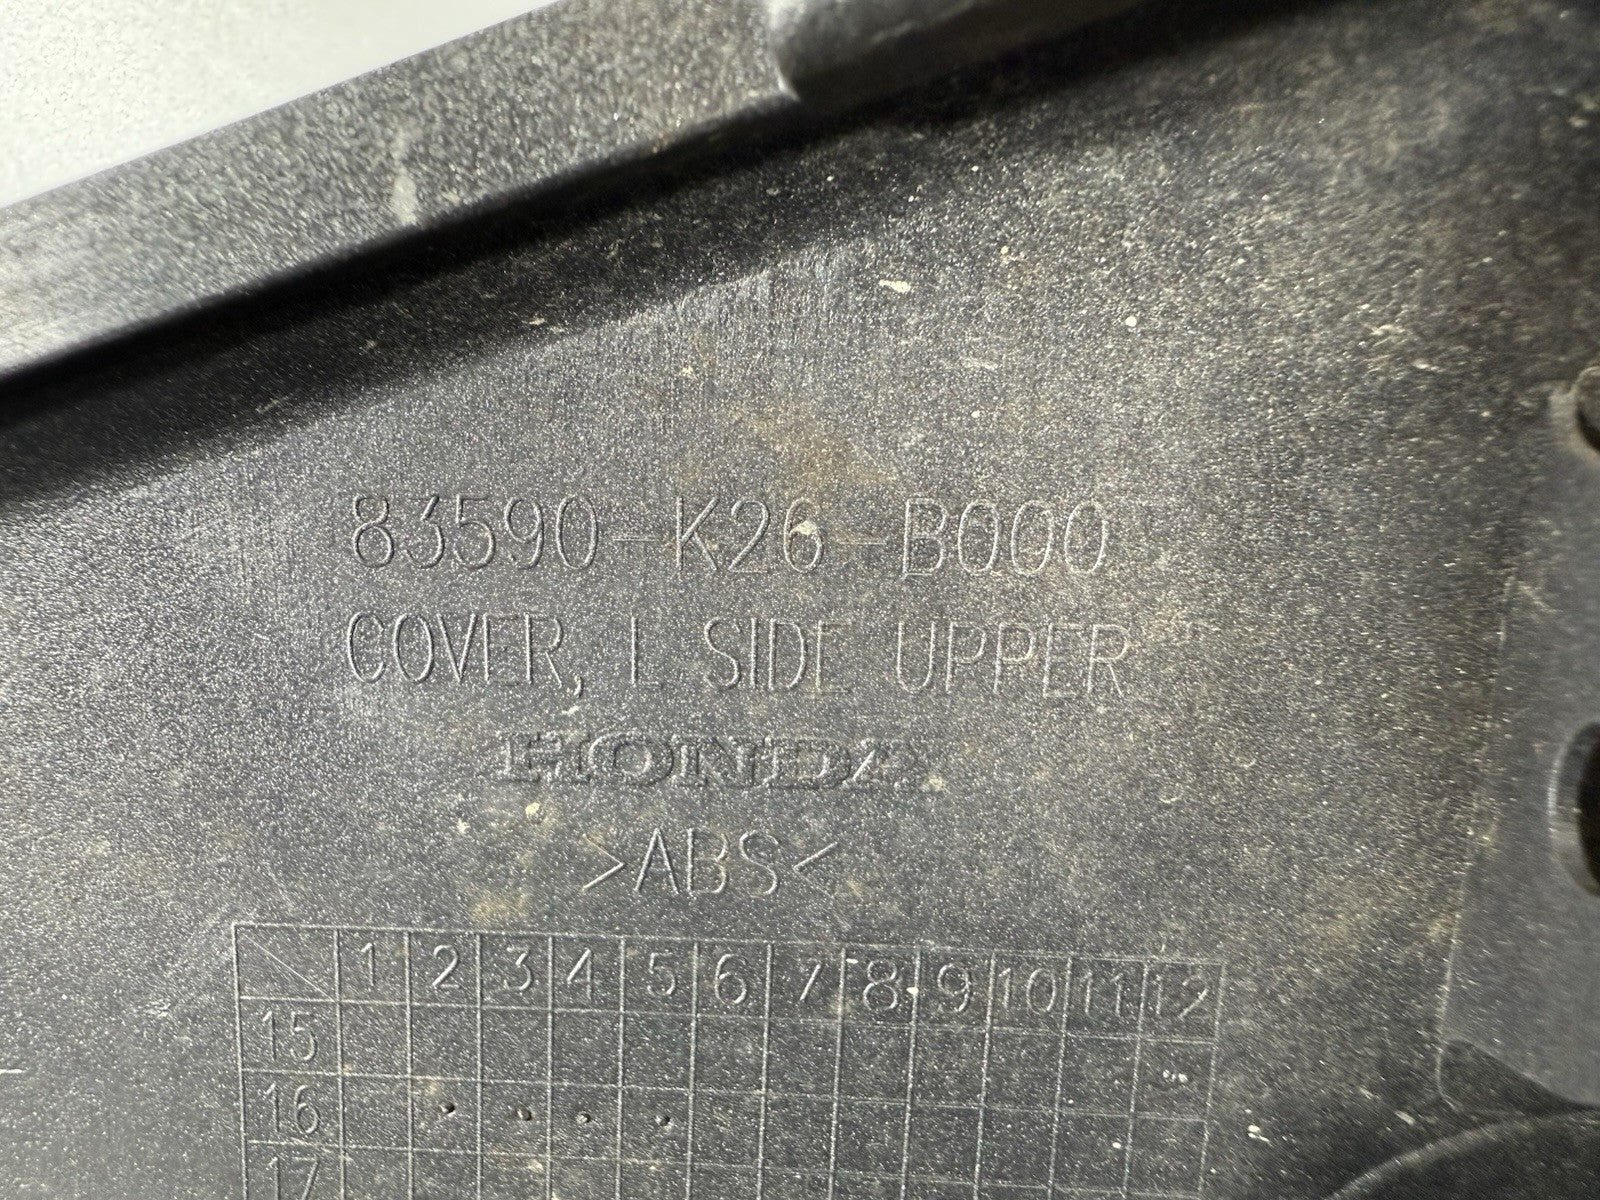 83590-K26-B000
COVER, L SIDE UPPER
HONDA
>ABS<
1 2 3 4 5 6 7 8 9 10 11 12
15
16
17